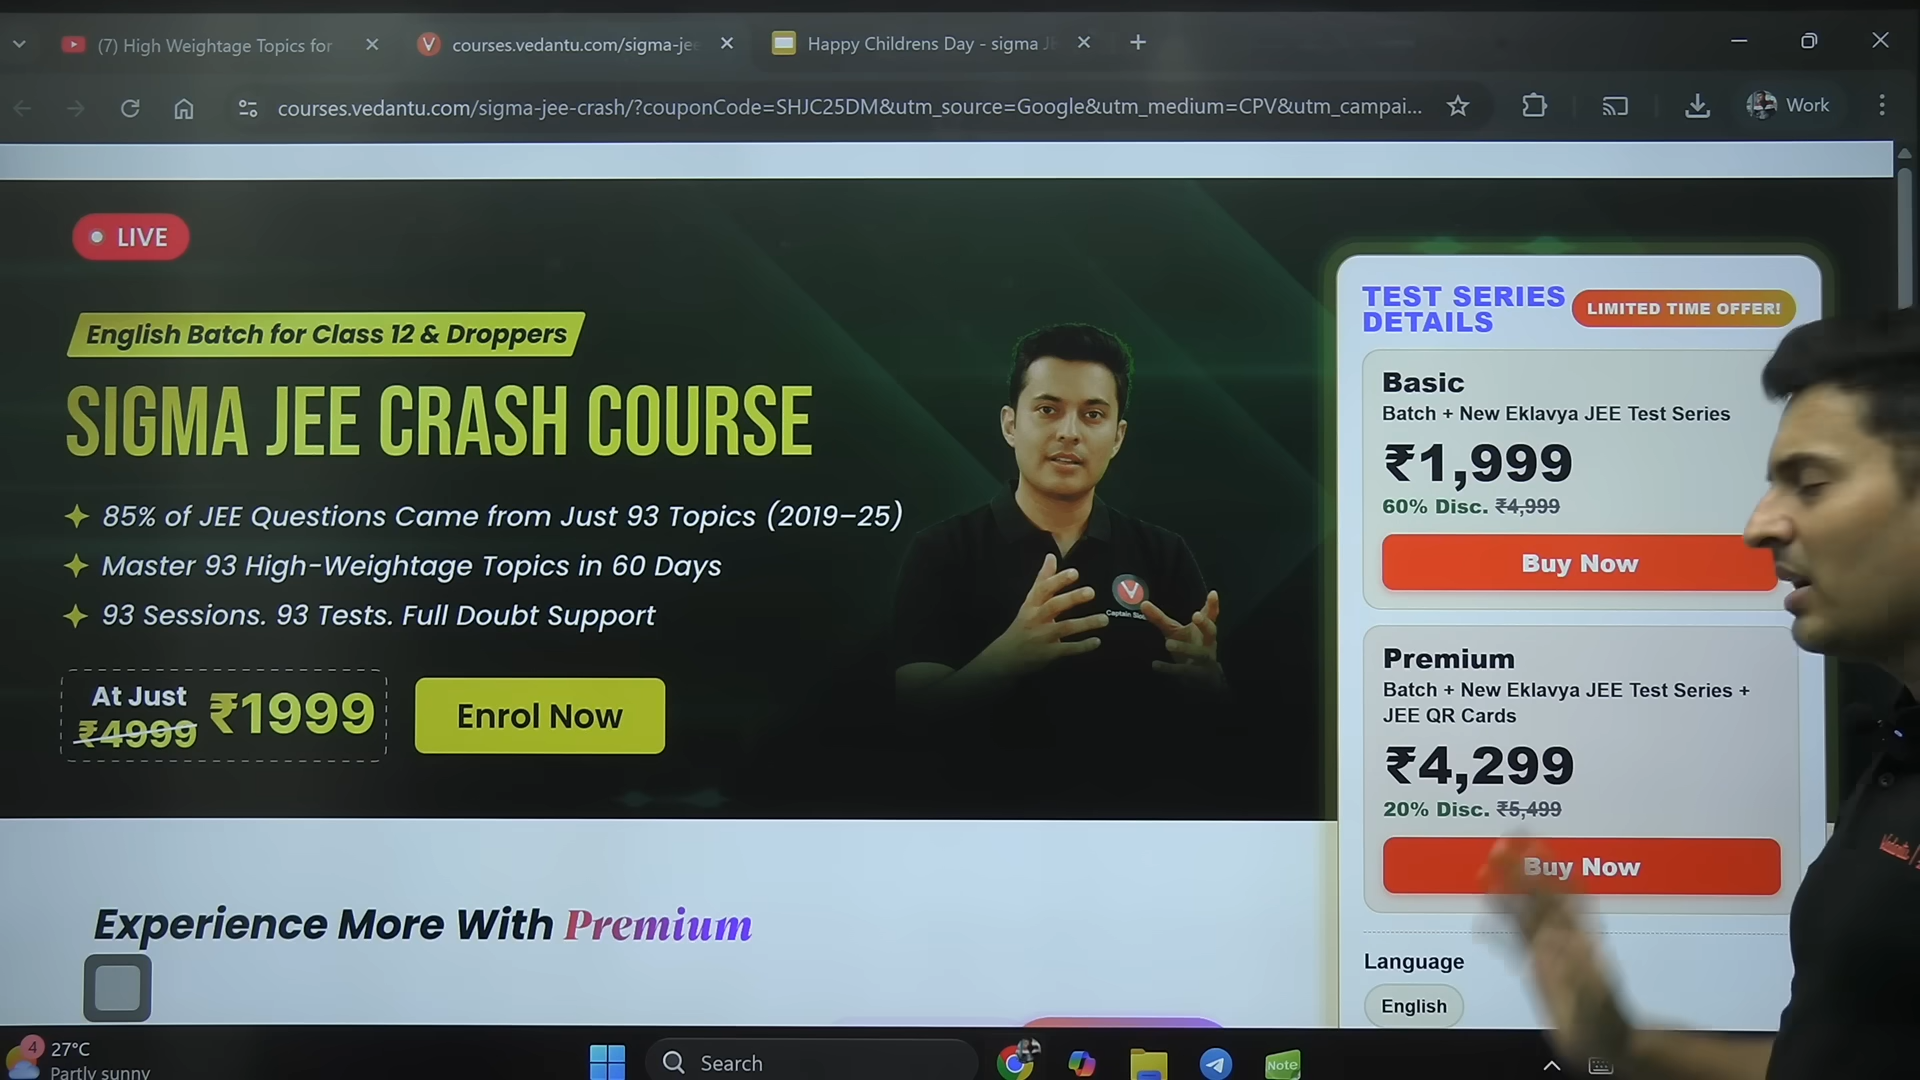 (7) High Weightage Topics for
courses.vedantu.com/sigma-jee
Happy Childrens Day - sigma JE
courses.vedantu.com/sigma-jee-crash/?couponCode=SHJC25DM&utm_source=Google&utm_medium=CPV&utm_campai...
Work
LIVE
English Batch for Class 12 & Droppers
SIGMA JEE CRASH COURSE
85% of JEE Questions Came from Just 93 Topics (2019–25)
Master 93 High-Weightage Topics in 60 Days
93 Sessions. 93 Tests. Full Doubt Support
At Just
₹4999
₹1999
Enrol Now
Captain
TEST SERIES
DETAILS
LIMITED TIME OFFER!
Basic
Batch + New Eklavya JEE Test Series
₹1,999
60% Disc. ₹4,999
Buy Now
Premium
Batch + New Eklavya JEE Test Series +
JEE QR Cards
₹4,299
20% Disc. ₹5,499
Buy Now
Language
English
Experience More With Premium
4
27°C
Partly sunny
Search
Note